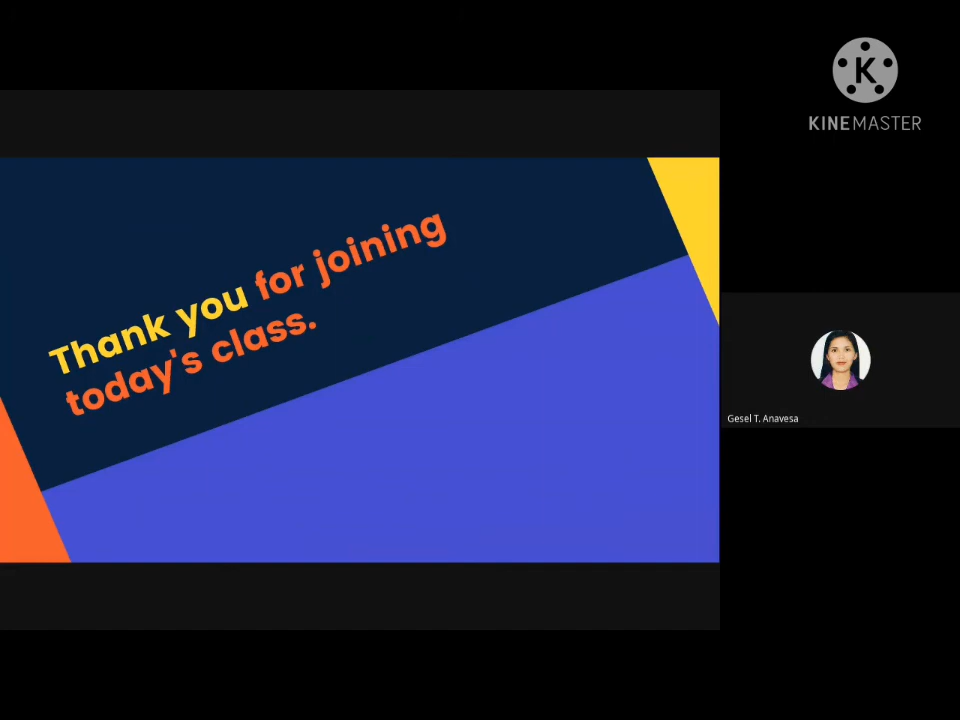 KINEMASTER
Thank you for joining
today's class.
Gesel T. Anavesa